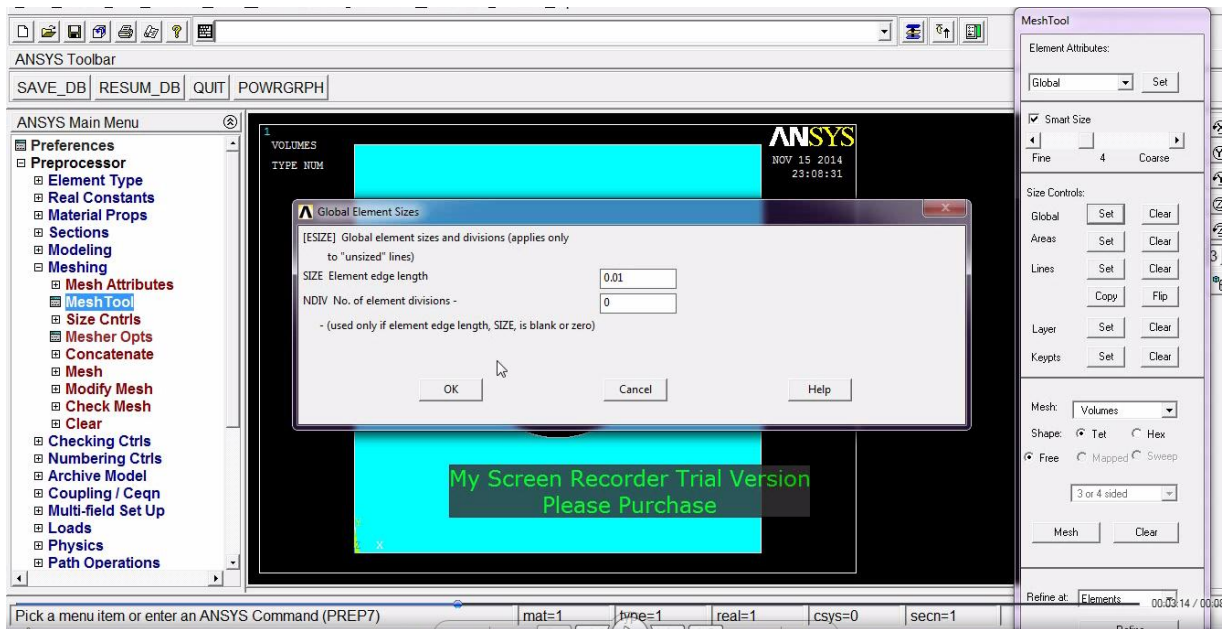 ANSYS Toolbar
SAVE_DB RESUM_DB QUIT POWRGRPH
ANSYS Main Menu
Preferences
Preprocessor
Element Type
Real Constants
Material Props
Sections
Modeling
Meshing
Mesh Attributes
MeshTool
Size Cntrls
Mesher Opts
Concatenate
Mesh
Modify Mesh
Check Mesh
Clear
Checking Ctrls
Numbering Ctrls
Archive Model
Coupling / Ceqn
Multi-field Set Up
Loads
Physics
Path Operations
1
VOLUMES
TYPE NUM
ANSYS
NOV 15 2014
23:08:31
Global Element Sizes
[ESIZE] Global element sizes and divisions (applies only
to "unsized" lines)
SIZE Element edge length 0.01
NDIV No. of element divisions - 0
- (used only if element edge length, SIZE, is blank or zero)
OK Cancel Help
My Screen Recorder Trial Version
Please Purchase
X
MeshTool
Element Attributes:
Global Set
Smart Size
Fine 4 Coarse
Size Controls:
Global Set Clear
Areas Set Clear
Lines Set Clear
Copy Flip
Layer Set Clear
Keypts Set Clear
Mesh: Volumes
Shape: Tet Hex
Free Mapped Sweep
3 or 4 sided
Mesh Clear
Refine at: Elements
00:03:14
Pick a menu item or enter an ANSYS Command (PREP7) mat=1 type=1 real=1 csys=0 secn=1